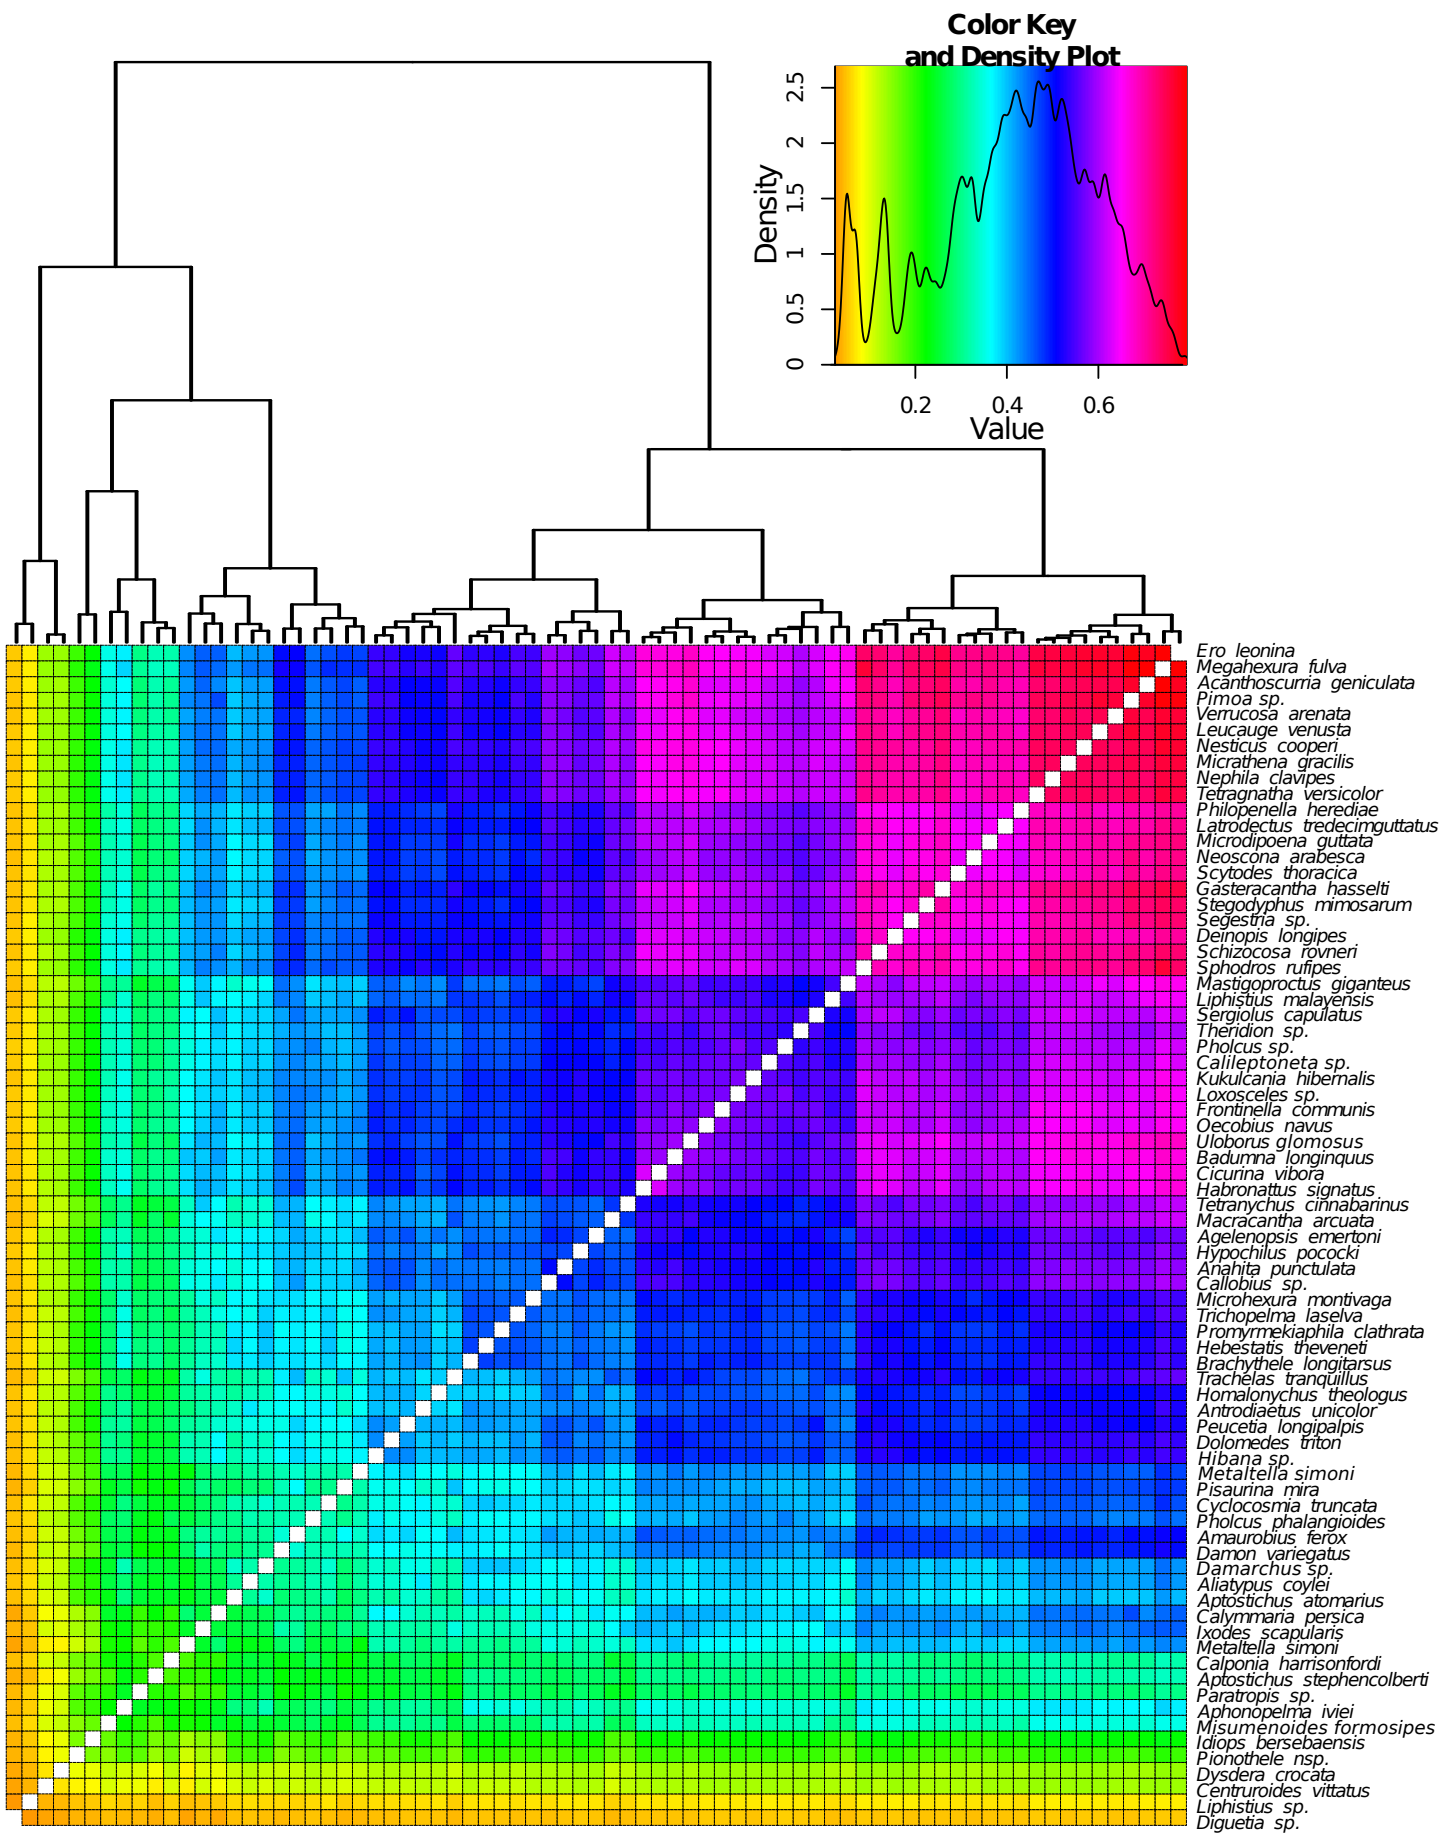 Color Key
and Density Plot
Density
0
0.5
1
1.5
2
2.5
0.2 0.4 0.6
Value
Ero leonina
Megahexura fulva
Acanthoscurria geniculata
Pimoa sp.
Verrucosa arenata
Leucauge venusta
Nesticus cooperi
Micrathena gracilis
Nephila clavipes
Tetragnatha versicolor
Philopenella herediae
Latrodectus tredecimguttatus
Microdipoena guttata
Neoscona arabesca
Scytodes thoracica
Gasteracantha hasselti
Stegodyphus mimosarum
Segestria sp.
Deinopis longipes
Schizocosa rovneri
Sphodros rufipes
Mastigoproctus giganteus
Liphistius malayensis
Sergiolus capulatus
Theridion sp.
Pholcus sp.
Calileptoneta sp.
Kukulcania hibernalis
Loxosceles sp.
Frontinella communis
Oecobius navus
Uloborus glomosus
Badumna longinquus
Cicurina vibora
Habronattus signatus
Tetranychus cinnabarinus
Macracantha arcuata
Agelenopsis emertoni
Hypochilus pococki
Anahita punctulata
Callobius sp.
Microhexura montivaga
Trichopelma laselva
Promyrmekiaphila clathrata
Hebestatis theveneti
Brachythele longitarsus
Trachelas tranquillus
Homalonychus theologus
Antrodiaetus unicolor
Peucetia longipalpis
Dolomedes triton
Hibana sp.
Metaltella simoni
Pisaurina mira
Cyclocosmia truncata
Pholcus phalangioides
Amaurobius ferox
Damon variegatus
Damarchus sp.
Aliatypus coylei
Aptostichus atomarius
Calymmaria persica
Ixodes scapularis
Metaltella simoni
Calponia harrisonfordi
Aptostichus stephencolberti
Paratropis sp.
Aphonopelma iviei
Misumenoides formosipes
Idiops bersebaensis
Pionothele nsp.
Dysdera crocata
Centruroides vittatus
Liphistius sp.
Diguetia sp.